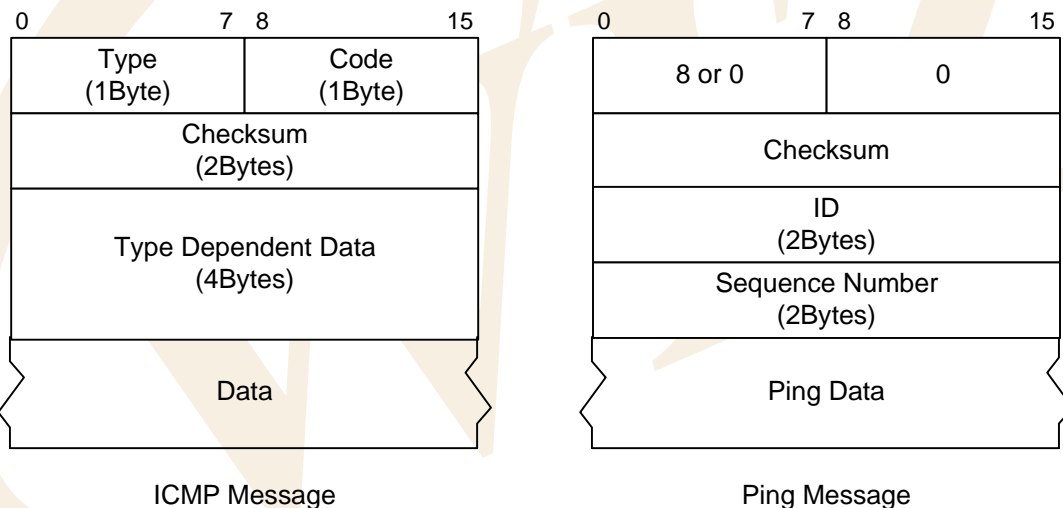 0 7 8 15
Type
(1Byte)
Code
(1Byte)
Checksum
(2Bytes)
Type Dependent Data
(4Bytes)
Data
ICMP Message
0 7 8 15
8 or 0
0
Checksum
ID
(2Bytes)
Sequence Number
(2Bytes)
Ping Data
Ping Message